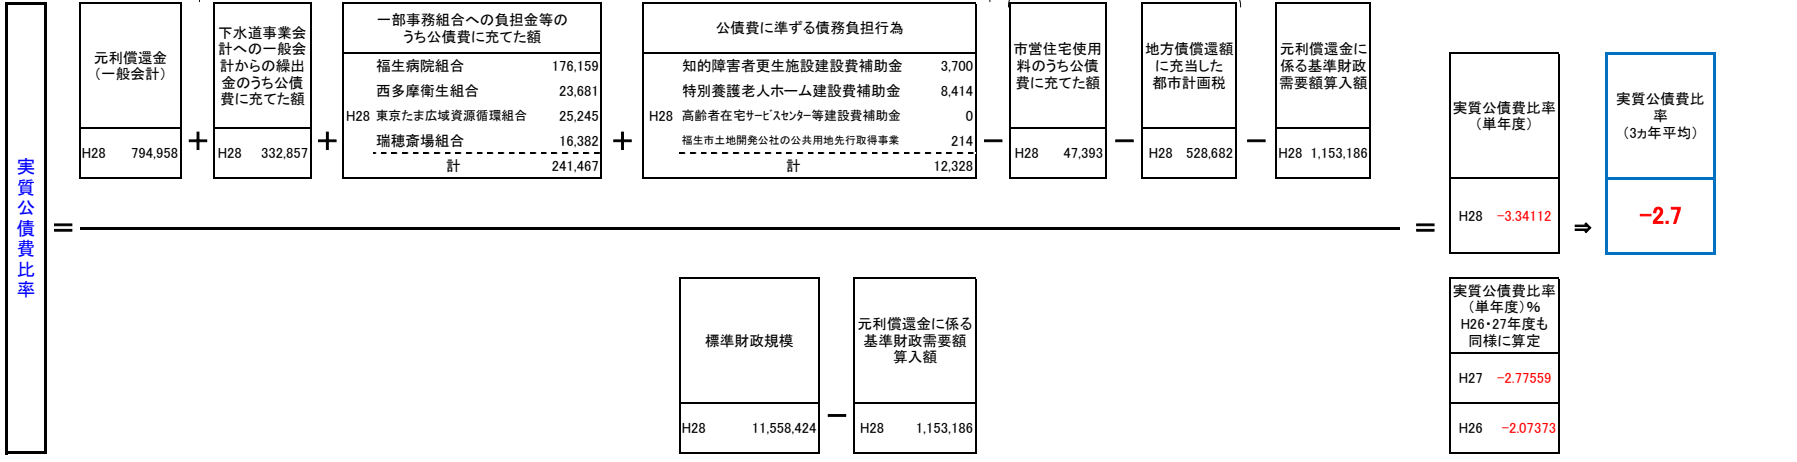 実質公債費比率
＝
元利償還金
（一般会計）
H28 794,958
＋
下水道事業会
計への一般会
計からの繰出
金のうち公債
費に充てた額
H28 332,857
＋
一部事務組合への負担金等の
うち公債費に充てた額
福生病院組合 176,159
西多摩衛生組合 23,681
H28 東京たま広域資源循環組合 25,245
瑞穂斎場組合 16,382
計 241,467
＋
公債費に準ずる債務負担行為
知的障害者更生施設建設費補助金 3,700
特別養護老人ホーム建設費補助金 8,414
H28 高齢者在宅サービスセンター等建設費補助金 0
福生市土地開発公社の公共用地先行取得事業 214
計 12,328
－
市営住宅使用
料のうち公債
費に充てた額
H28 47,393
－
地方債償還額
に充当した
都市計画税
H28 528,682
－
元利償還金に
係る基準財政
需要額算入額
H28 1,153,186
標準財政規模
H28 11,558,424
－
元利償還金に係る
基準財政需要額
算入額
H28 1,153,186
＝
実質公債費比率
（単年度）
H28 −3.34112
⇒
実質公債費比
率
（3ヵ年平均）
−2.7
実質公債費比率
（単年度）％
H26・27年度も
同様に算定
H27 −2.77559
H26 −2.07373